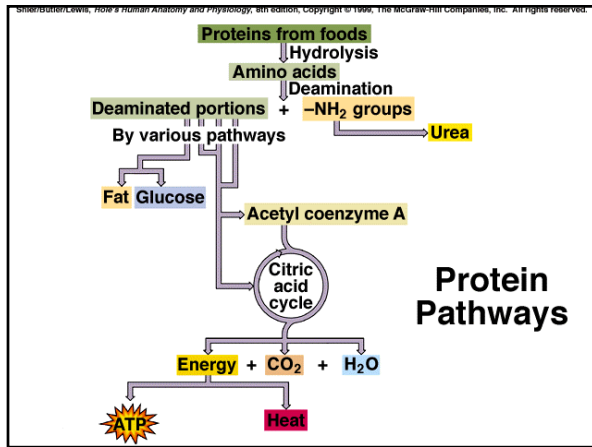 Shier/Butler/Lewis, Hole's Human Anatomy and Physiology, 8th edition, Copyright © 1999, The McGraw-Hill Companies, Inc. All rights reserved.
Proteins from foods
Hydrolysis
Amino acids
Deamination
Deaminated portions + –NH₂ groups
By various pathways
Urea
Fat Glucose
Acetyl coenzyme A
Citric
acid
cycle
Protein
Pathways
Energy + CO₂ + H₂O
ATP
Heat